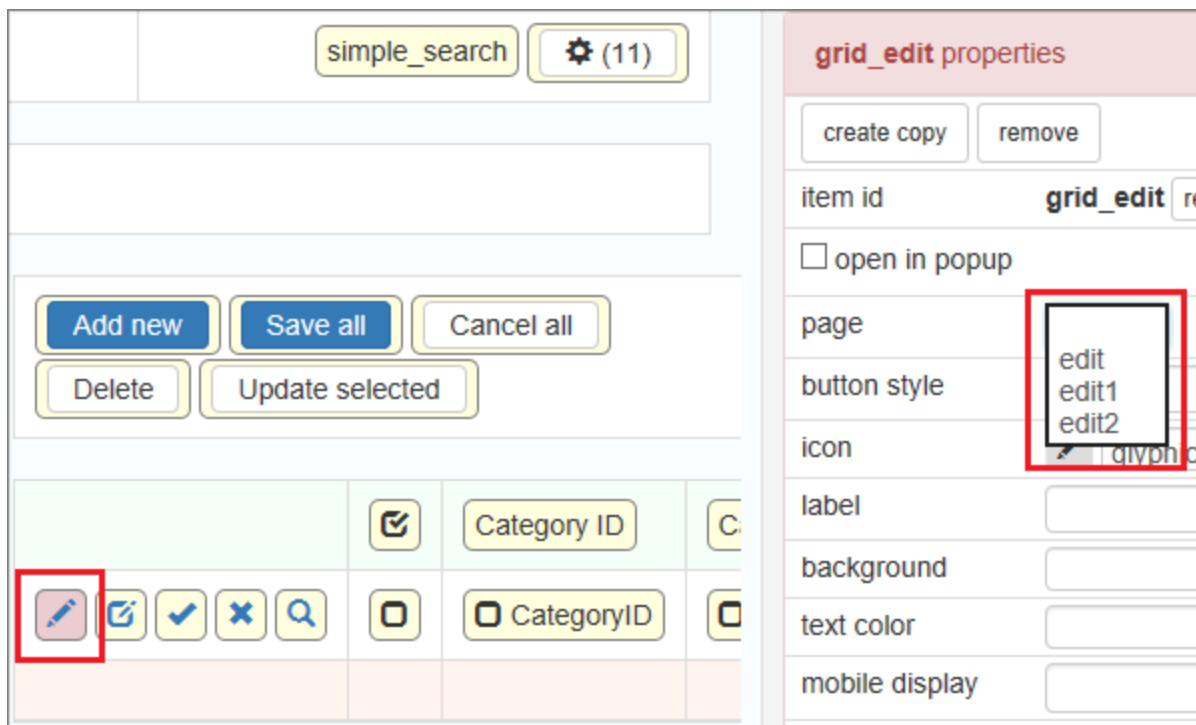 simple_search
(11)
Add new
Save all
Cancel all
Delete
Update selected
Category ID
CategoryID
grid_edit properties
create copy
remove
item id
grid_edit
open in popup
page
edit
edit1
edit2
button style
icon
label
background
text color
mobile display